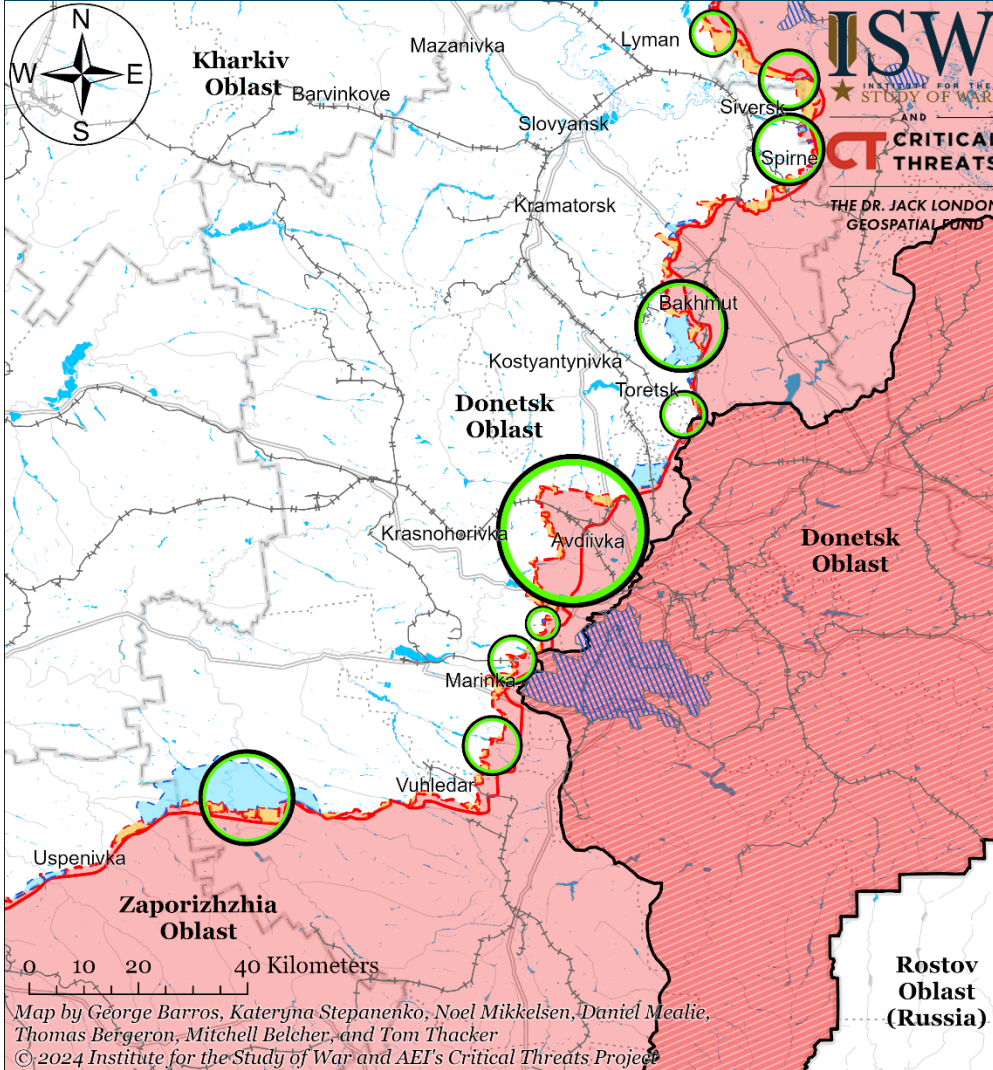 N
W
E
S
Kharkiv
Oblast
Mazanivka
Barvinkove
Slovyansk
Kramatorsk
Lyman
Siversk
Spirne
ISW
INSTITUTE FOR THE
STUDY OF WAR
AND
CT CRITICAL
THREATS
THE DR. JACK LONDON
GEOSPATIAL FUND
Bakhmut
Kostyantynivka
Toretsk
Donetsk
Oblast
Krasnohorivka
Avdiivka
Donetsk
Oblast
Marinka
Vuhledar
Uspenivka
Zaporizhzhia
Oblast
0 10 20 40 Kilometers
Rostov
Oblast
(Russia)
Map by George Barros, Kateryna Stepanenko, Noel Mikkelsen, Daniel Mealie,
Thomas Bergeron, Mitchell Belcher, and Tom Thacker
© 2024 Institute for the Study of War and AEI's Critical Threats Project